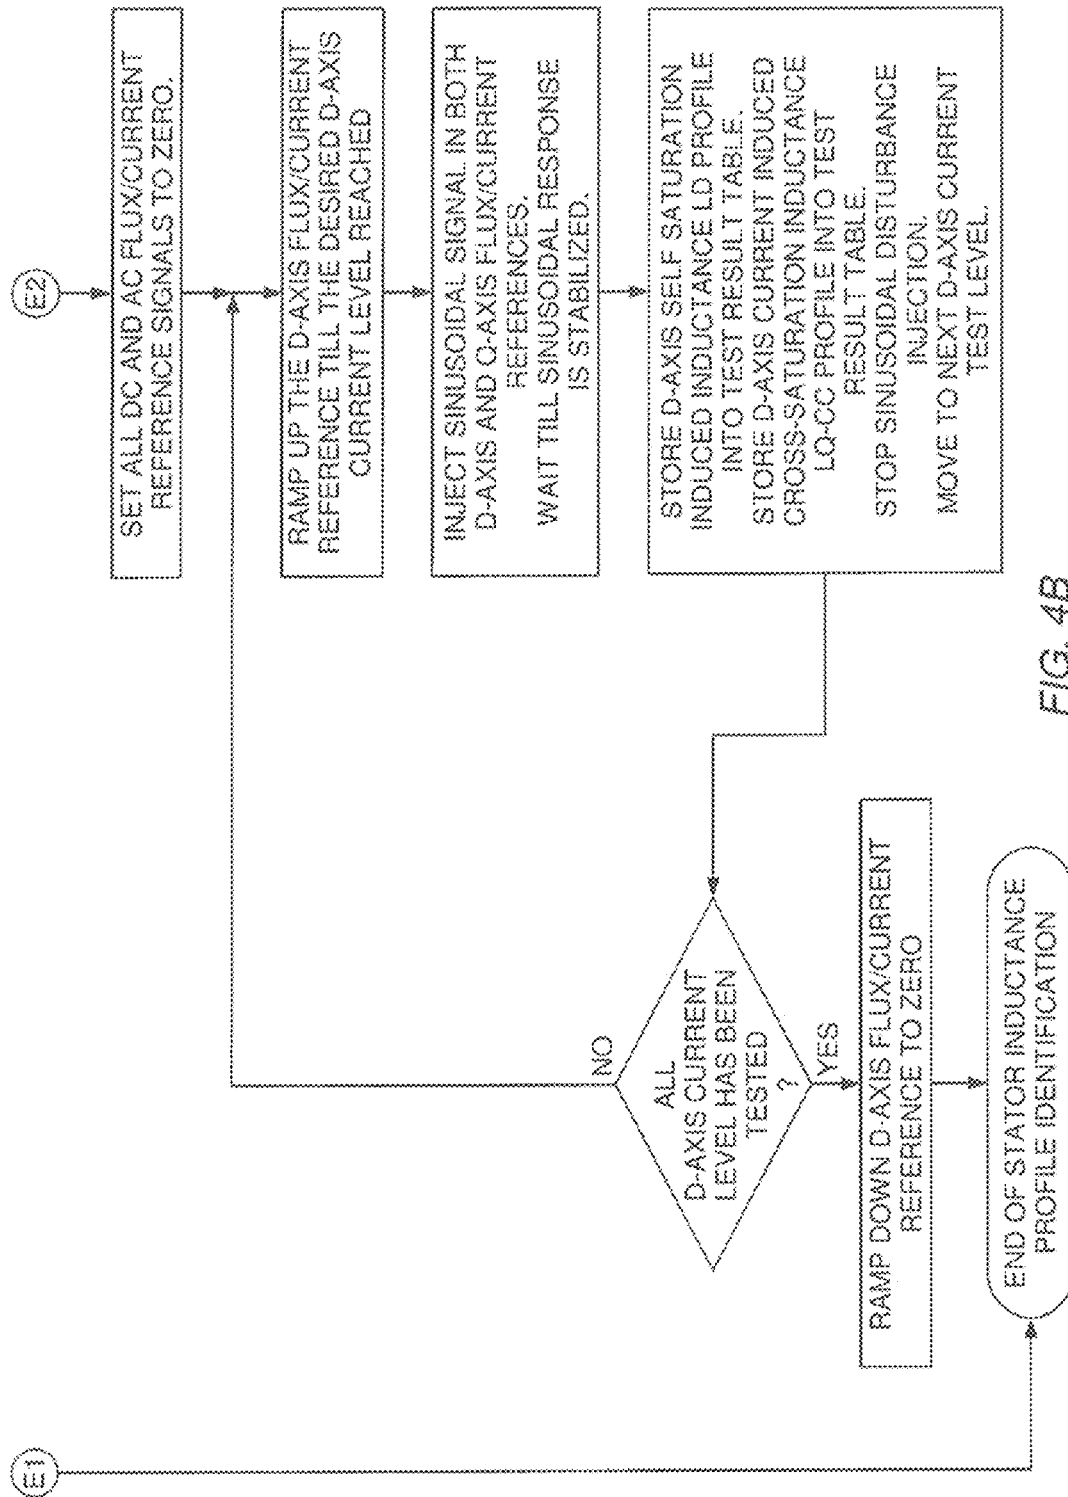 E2
SET ALL DC AND AC FLUX/CURRENT
REFERENCE SIGNALS TO ZERO.
RAMP UP THE D-AXIS FLUX/CURRENT
REFERENCE TILL THE DESIRED D-AXIS
CURRENT LEVEL REACHED
INJECT SINUSOIDAL SIGNAL IN BOTH
D-AXIS AND Q-AXIS FLUX/CURRENT
REFERENCES.
WAIT TILL SINUSOIDAL RESPONSE
IS STABILIZED.
STORE D-AXIS SELF SATURATION
INDUCED INDUCTANCE LD PROFILE
INTO TEST RESULT TABLE.
STORE D-AXIS CURRENT INDUCED
CROSS-SATURATION INDUCTANCE
LQ-CC PROFILE INTO TEST
RESULT TABLE.
STOP SINUSOIDAL DISTURBANCE
INJECTION.
MOVE TO NEXT D-AXIS CURRENT
TEST LEVEL.
NO
ALL
D-AXIS CURRENT
LEVEL HAS BEEN
TESTED
?
YES
RAMP DOWN D-AXIS FLUX/CURRENT
REFERENCE TO ZERO
END OF STATOR INDUCTANCE
PROFILE IDENTIFICATION
E1
FIG. 4B